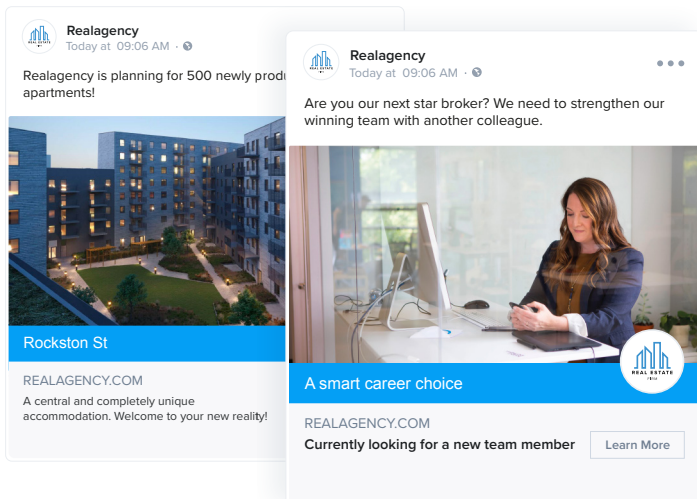 Realagency
Today at 09:06 AM ·
Realagency is planning for 500 newly
apartments!
Rockston St
REALAGENCY.COM
A central and completely unique
accommodation. Welcome to your new reality!
Realagency
Today at 09:06 AM ·
Are you our next star broker? We need to strengthen our
winning team with another colleague.
A smart career choice
REAL ESTATE
REALAGENCY.COM
Currently looking for a new team member
Learn More